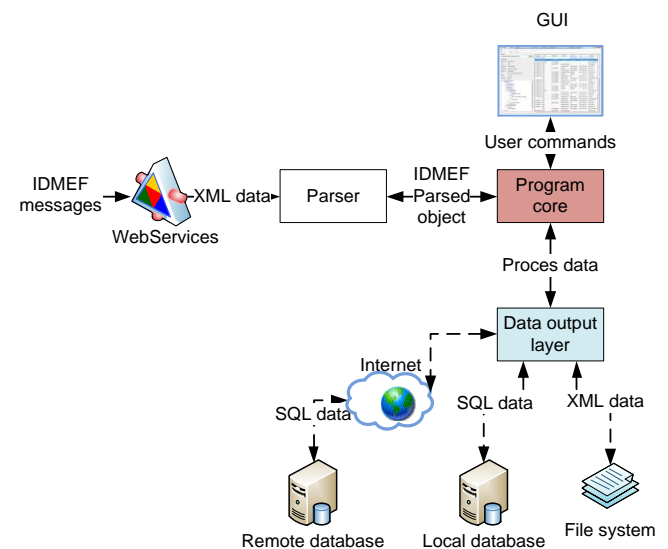 GUI
User commands
IDMEF
messages
WebServices
XML data
Parser
IDMEF
Parsed
object
Program
core
Proces data
Data output
layer
Internet
SQL data
SQL data
XML data
Remote database
Local database
File system